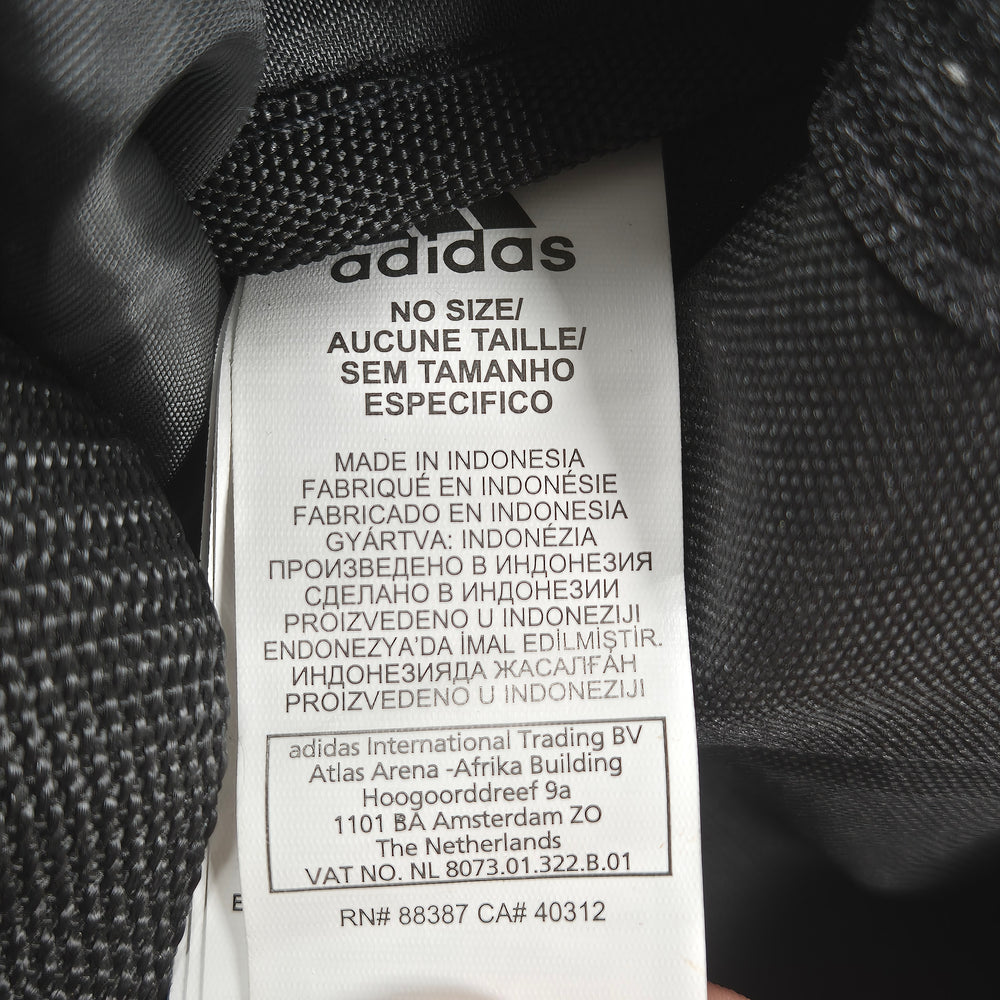 adidas
NO SIZE/
AUCUNE TAILLE/
SEM TAMANHO
ESPECIFICO
MADE IN INDONESIA
FABRIQUÉ EN INDONÉSIE
FABRICADO EN INDONESIA
GYÁRTVA: INDONÉZIA
ПРОИЗВЕДЕНО В ИНДОНЕЗИЯ
СДЕЛАНО В ИНДОНЕЗИИ
PROIZVEDENO U INDONEZIJI
ENDONEZYA'DA İMAL EDİLMİŞTİR.
ИНДОНЕЗИЯДА ЖАСАЛҒАН
PROIZVEDENO U INDONEZIJI
adidas International Trading BV
Atlas Arena -Afrika Building
Hoogoorddreef 9a
1101 BA Amsterdam ZO
The Netherlands
VAT NO. NL 8073.01.322.B.01
RN# 88387 CA# 40312